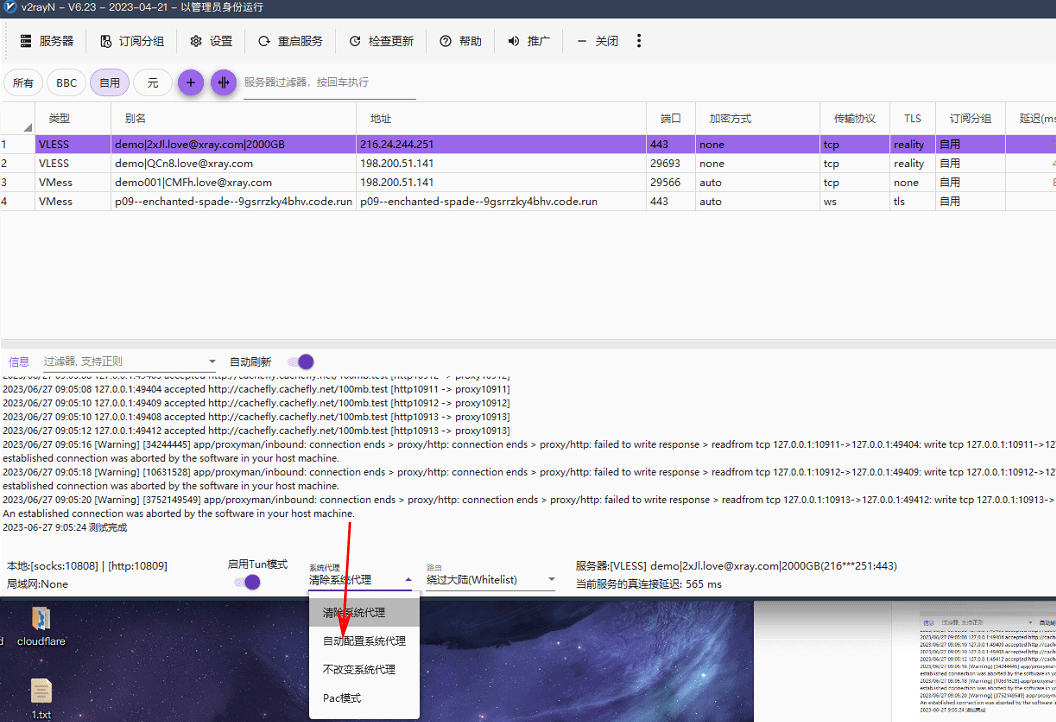 v2rayN - V6.23 - 2023-04-21 - 以管理员身份运行
服务器 订阅分组 设置 重启服务 检查更新 帮助 推广 关闭
所有 BBC 自用 元 服务器过滤器，按回车执行
类型 别名 地址 端口 加密方式 传输协议 TLS 订阅分组 延迟(ms
1 VLESS demo|2xJl.love@xray.com|2000GB 216.24.244.251 443 none tcp reality 自用
2 VLESS demo|QCn8.love@xray.com 198.200.51.141 29693 none tcp reality 自用
3 VMess demo001|CMFh.love@xray.com 198.200.51.141 29566 auto tcp none 自用
4 VMess p09--enchanted-spade--9gsrrzky4bhv.code.run p09--enchanted-spade--9gsrrzky4bhv.code.run 443 auto ws tls 自用
信息 过滤器, 支持正则 自动刷新
2023/06/27 09:05:08 127.0.0.1:49405 accepted http://cachefly.cachefly.net/100mb.test [http10912 -> proxy10912]
2023/06/27 09:05:08 127.0.0.1:49404 accepted http://cachefly.cachefly.net/100mb.test [http10911 -> proxy10911]
2023/06/27 09:05:10 127.0.0.1:49409 accepted http://cachefly.cachefly.net/100mb.test [http10912 -> proxy10912]
2023/06/27 09:05:10 127.0.0.1:49408 accepted http://cachefly.cachefly.net/100mb.test [http10913 -> proxy10913]
2023/06/27 09:05:12 127.0.0.1:49412 accepted http://cachefly.cachefly.net/100mb.test [http10913 -> proxy10913]
2023/06/27 09:05:16 [Warning] [34244445] app/proxyman/inbound: connection ends > proxy/http: connection ends > proxy/http: failed to write response > readfrom tcp 127.0.0.1:10911->127.0.0.1:49404: write tcp 127.0.0.1:10911->12
established connection was aborted by the software in your host machine.
2023/06/27 09:05:18 [Warning] [10631528] app/proxyman/inbound: connection ends > proxy/http: connection ends > proxy/http: failed to write response > readfrom tcp 127.0.0.1:10912->127.0.0.1:49409: write tcp 127.0.0.1:10912->12
established connection was aborted by the software in your host machine.
2023/06/27 09:05:20 [Warning] [3752149549] app/proxyman/inbound: connection ends > proxy/http: connection ends > proxy/http: failed to write response > readfrom tcp 127.0.0.1:10913->127.0.0.1:49412: write tcp 127.0.0.1:10913->
An established connection was aborted by the software in your host machine.
2023-06-27 9:05:24 测试完成
本地:[socks:10808] | [http:10809] 启用Tun模式 系统代理 路由 服务器:[VLESS] demo|2xJl.love@xray.com|2000GB(216***251:443)
局域网:None 清除系统代理 绕过大陆(Whitelist) 当前服务的真连接延迟: 565 ms
清除系统代理
自动配置系统代理
不改变系统代理
Pac模式
cloudflare
1.txt